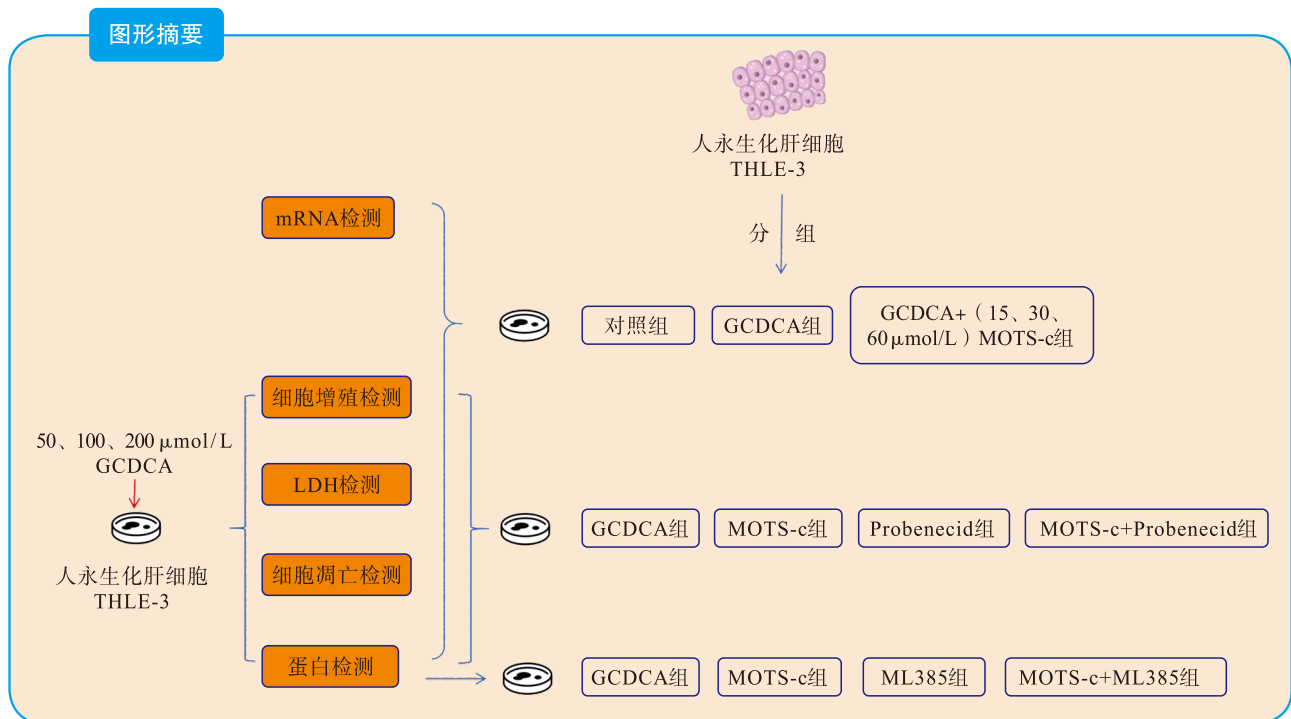 图形摘要
人永生化肝细胞
THLE-3
分 组
mRNA检测
对照组
GCDCA组
GCDCA+（15、30、
60μmol/L）MOTS-c组
细胞增殖检测
50、100、200 μmol/L
GCDCA
LDH检测
GCDCA组
MOTS-c组
Probenecid组
MOTS-c+Probenecid组
人永生化肝细胞
THLE-3
细胞凋亡检测
蛋白检测
GCDCA组
MOTS-c组
ML385组
MOTS-c+ML385组